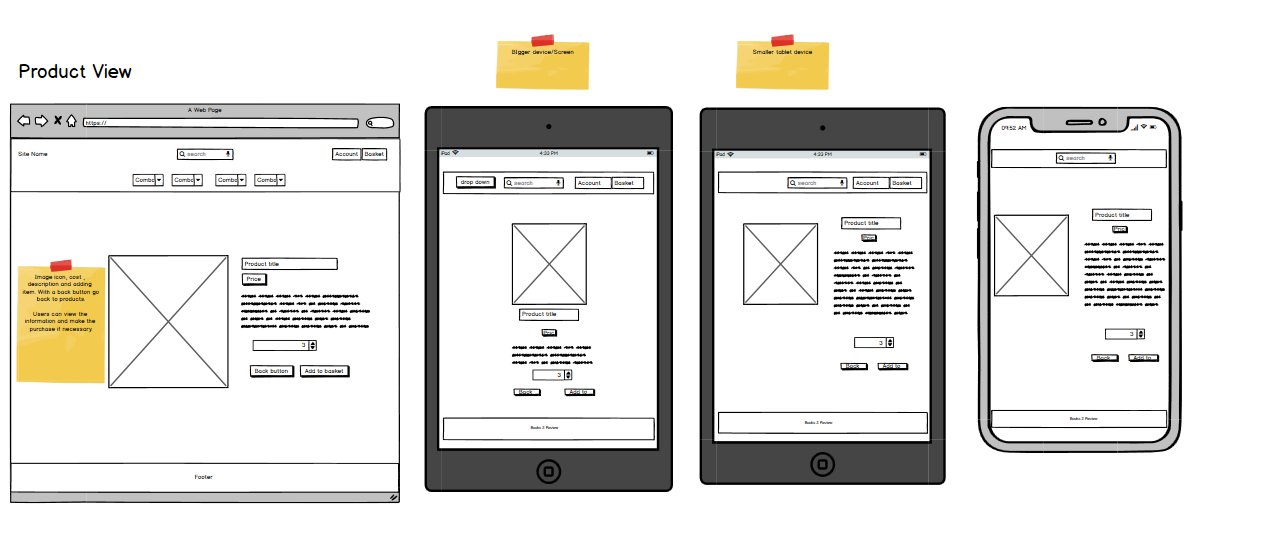 Bigger device/Screen
Smaller tablet device
Product View
A Web Page
https://
Site Name
search
Account
Basket
Combo
Combo
Combo
Combo
Image icon, cost ,
description and adding
item. With a back button go
back to products.
Users can view the
information and make the
purchase if necessary
Product title
Price
3
Back button
Add to basket
Footer
iPad
4:33 PM
drop down
search
Account
Basket
Product title
3
Back
Add to
Books 2 Review
iPad
4:33 PM
search
Account
Basket
Product title
3
Back
Add to
Books 2 Review
09:52 AM
search
Product title
Price
3
Back
Add to
Books 2 Review